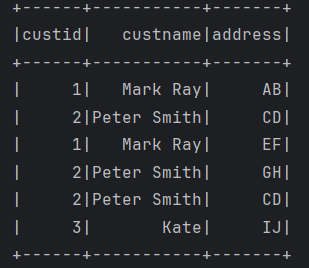 +------+-----------+-------+
|custid|   custname|address|
+------+-----------+-------+
|     1|   Mark Ray|     AB|
|     2|Peter Smith|     CD|
|     1|   Mark Ray|     EF|
|     2|Peter Smith|     GH|
|     2|Peter Smith|     CD|
|     3|       Kate|     IJ|
+------+-----------+-------+